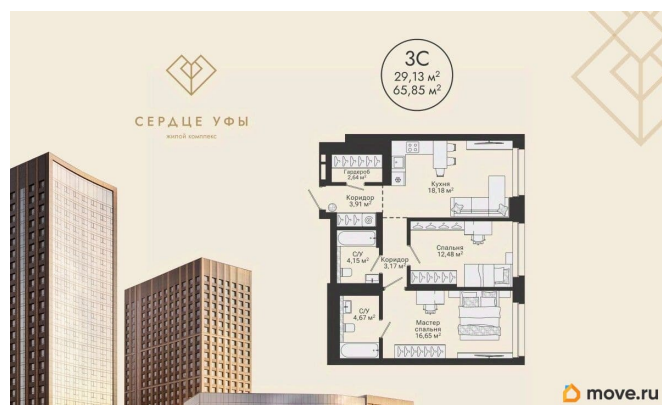 3С
29,13 м²
65,85 м²
СЕРДЦЕ УФЫ
жилой комплекс
Гардероб
2,64 м²
Кухня
18,18 м²
Коридор
3,91 м²
Спальня
12,48 м²
С/У
4,15 м²
Коридор
3,17 м²
С/У
4,67 м²
Мастер
спальня
16,65 м²
move.ru